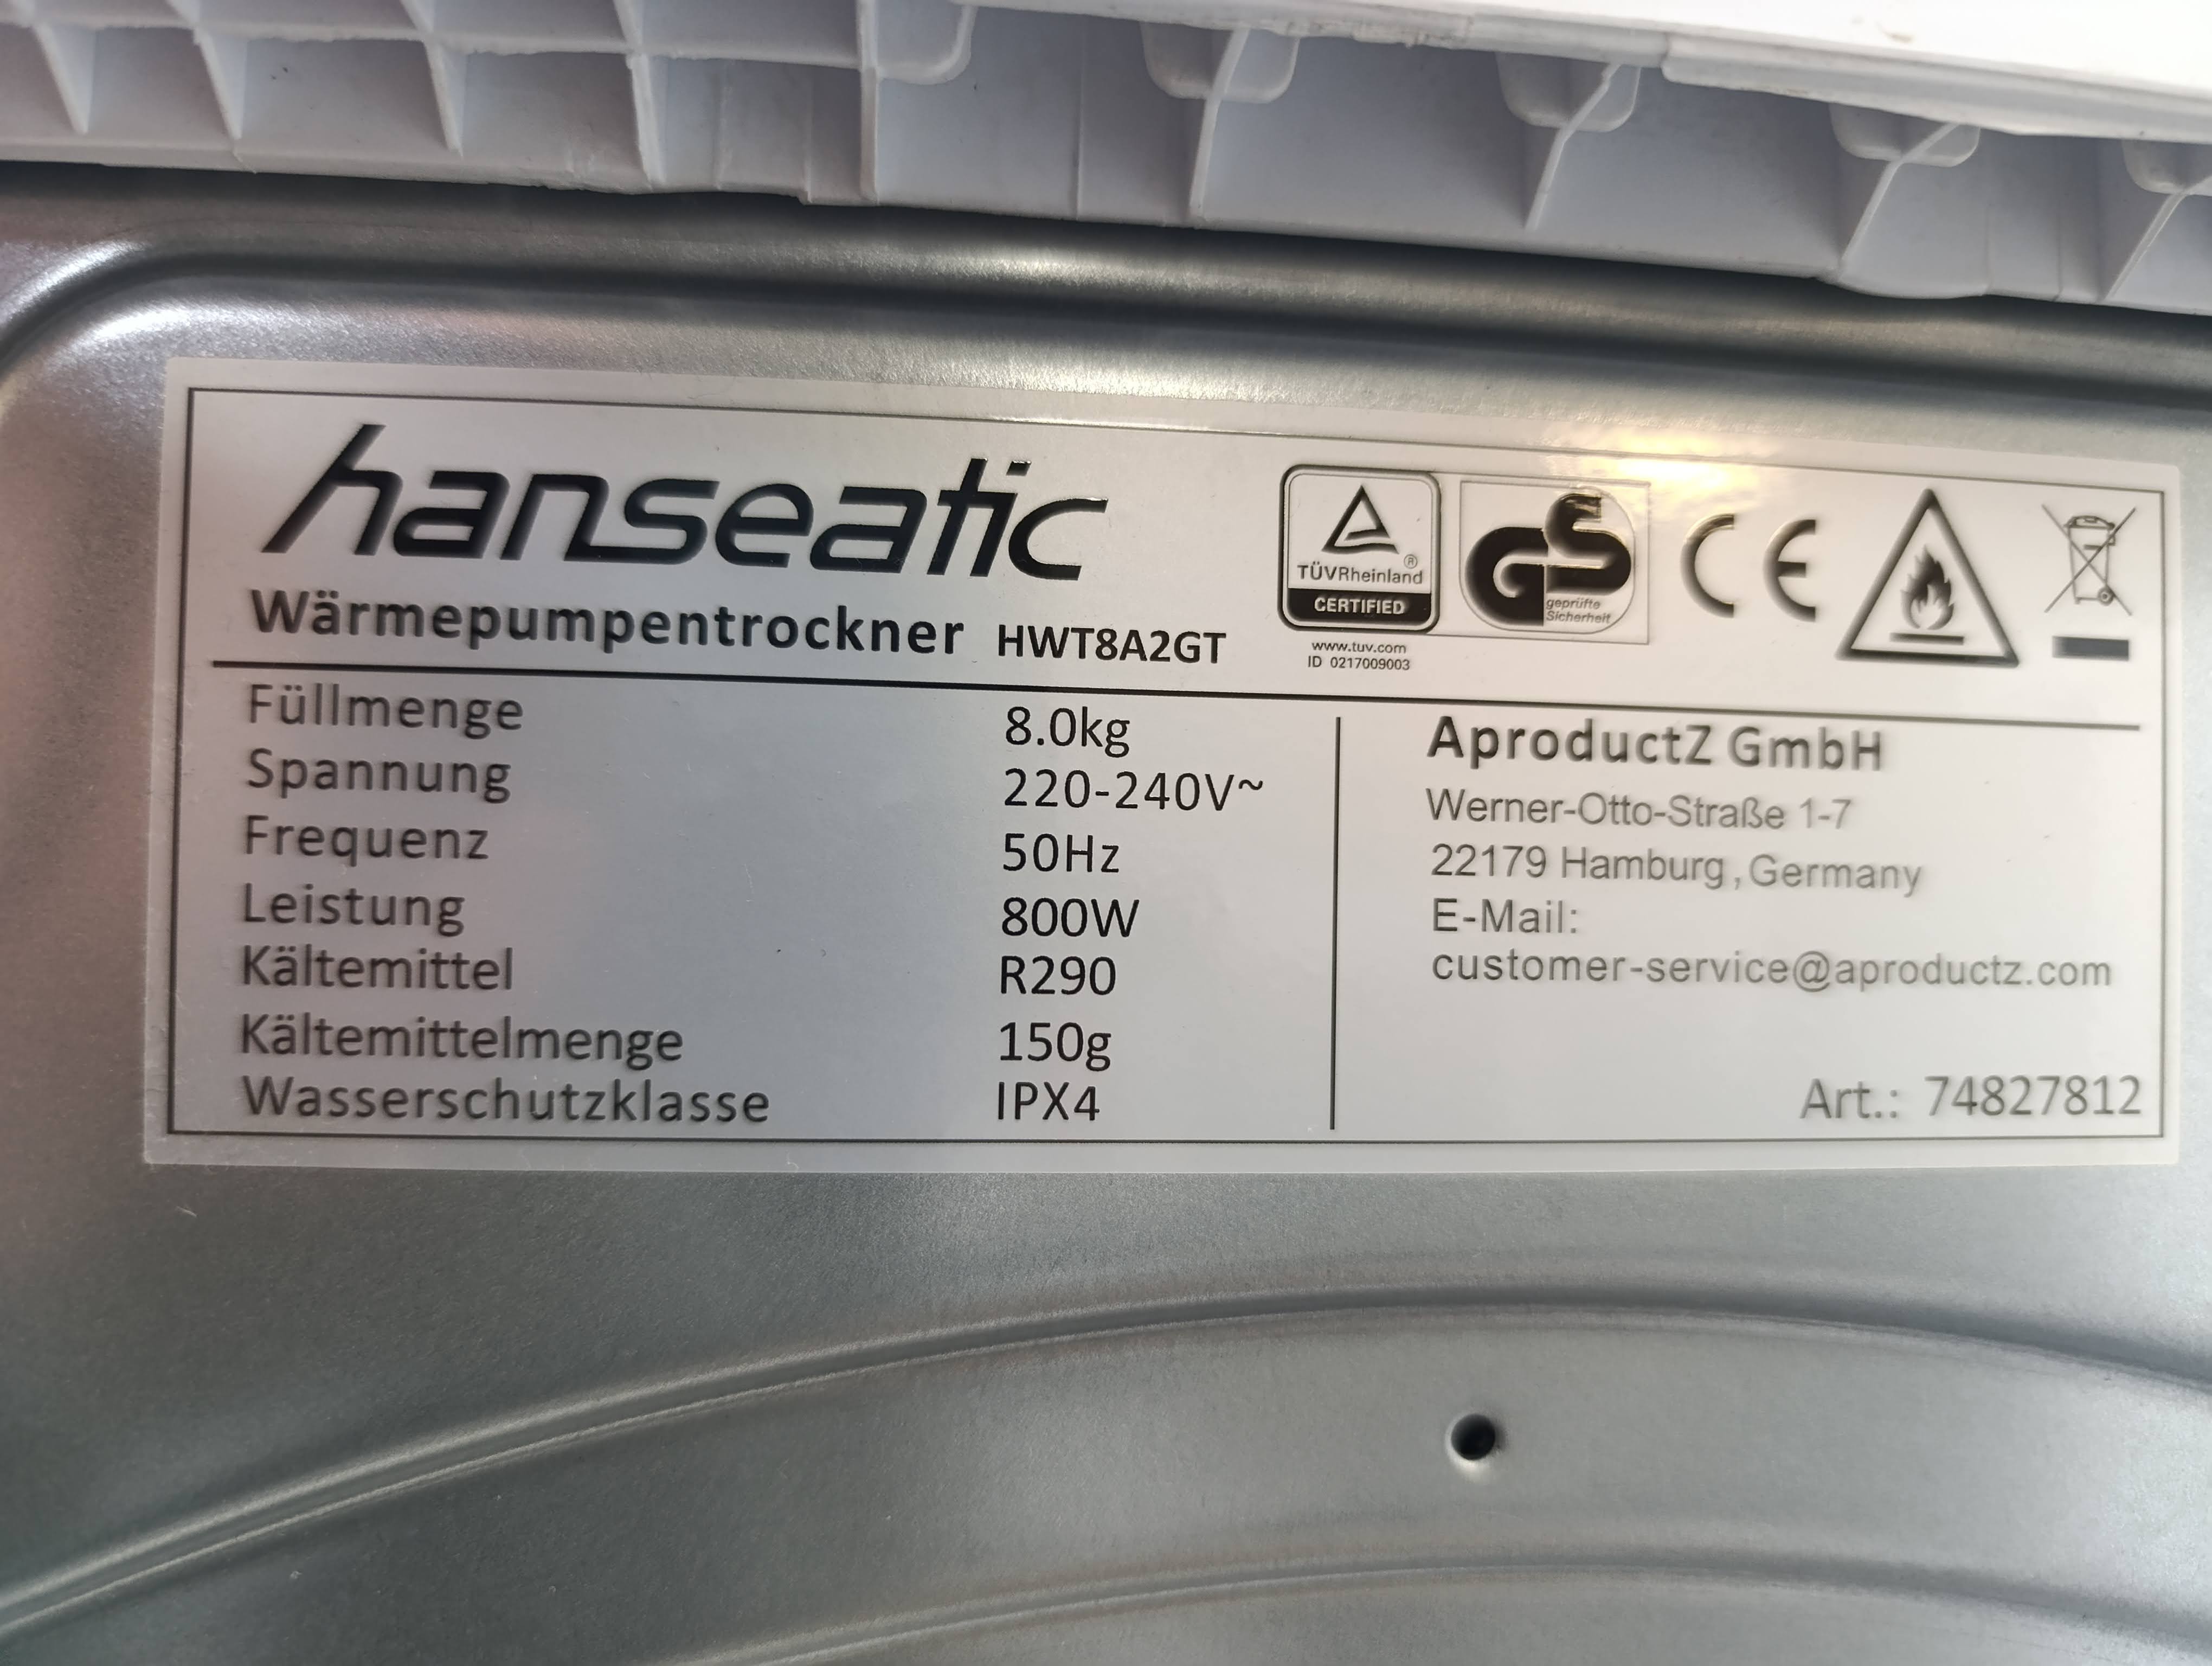 hanseatic
Wärmepumpentrockner HWT8A2GT
TÜVRheinland®
CERTIFIED
www.tuv.com
ID 0217009003
GS
geprüfte
Sicherheit
CE
Füllmenge 8.0kg
Spannung 220-240V~
Frequenz 50Hz
Leistung 800W
Kältemittel R290
Kältemittelmenge 150g
Wasserschutzklasse IPX4
AproductZ GmbH
Werner-Otto-Straße 1-7
22179 Hamburg, Germany
E-Mail:
customer-service@aproductz.com
Art.: 74827812